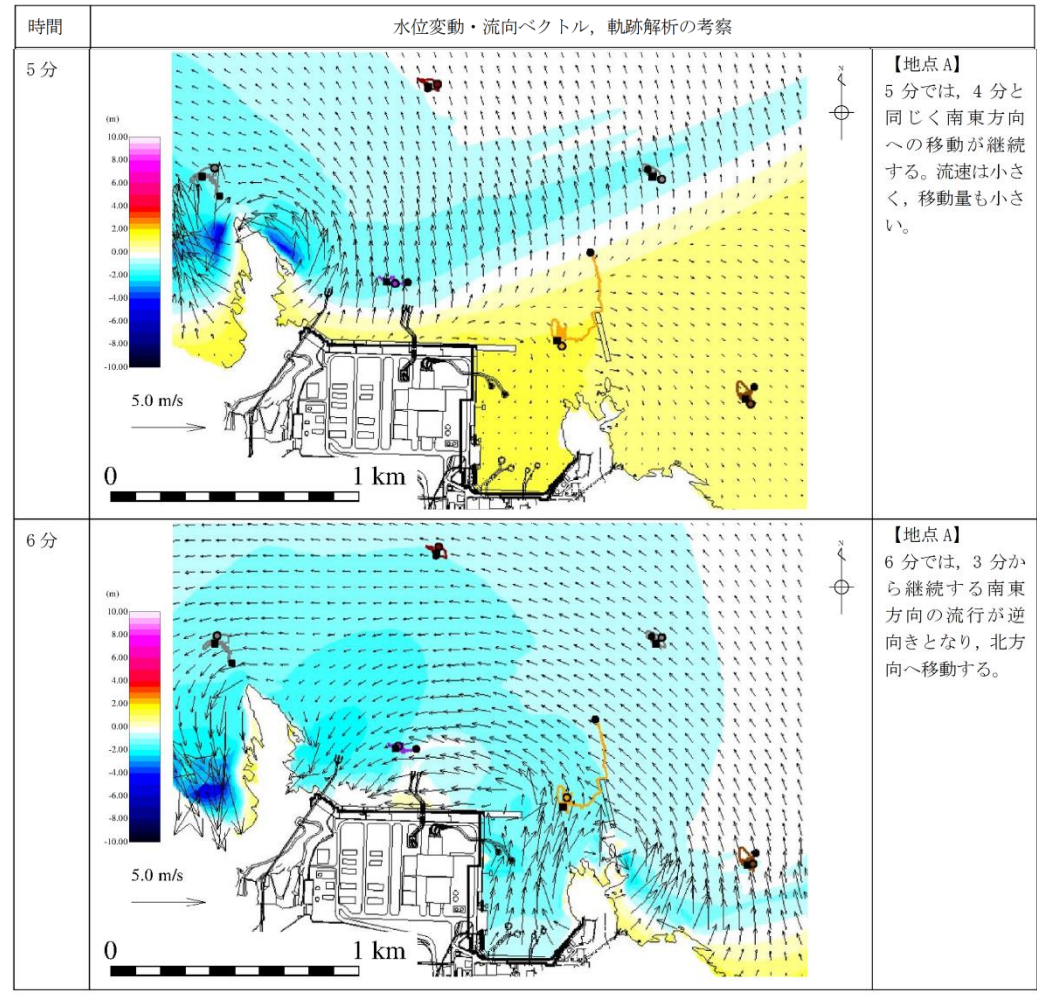 時間
水位変動・流向ベクトル，軌跡解析の考察
5分
(m)
10.00
8.00
6.00
4.00
2.00
0.00
-2.00
-4.00
-6.00
-8.00
-10.00
5.0 m/s
0
1 km
N
【地点 A】
5 分では，4 分と
同じく南東方向
への移動が継続
する。流速は小さ
く，移動量も小さ
い。
6分
(m)
10.00
8.00
6.00
4.00
2.00
0.00
-2.00
-4.00
-6.00
-8.00
-10.00
5.0 m/s
0
1 km
N
【地点 A】
6 分では，3 分か
ら継続する南東
方向の流行が逆
向きとなり，北方
向へ移動する。